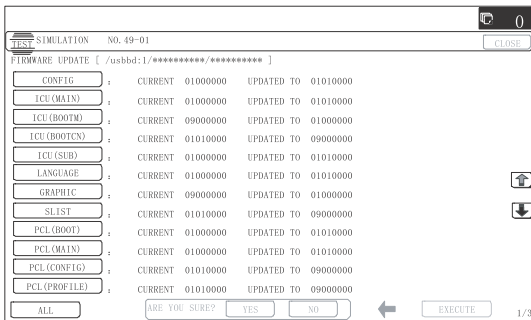 0
TEST SIMULATION NO. 49-01 CLOSE
FIRMWARE UPDATE [ /usbbd:1/**********/********** ]
CONFIG : CURRENT 01000000 UPDATED TO 01010000
ICU(MAIN) : CURRENT 01000000 UPDATED TO 01010000
ICU(BOOTM) : CURRENT 09000000 UPDATED TO 01000000
ICU(BOOTCN) : CURRENT 01010000 UPDATED TO 09000000
ICU(SUB) : CURRENT 01000000 UPDATED TO 01010000
LANGUAGE : CURRENT 01000000 UPDATED TO 01010000
GRAPHIC : CURRENT 09000000 UPDATED TO 01000000
SLIST : CURRENT 01010000 UPDATED TO 09000000
PCL(BOOT) : CURRENT 01000000 UPDATED TO 01010000
PCL(MAIN) : CURRENT 01000000 UPDATED TO 01010000
PCL(CONFIG) : CURRENT 01010000 UPDATED TO 09000000
PCL(PROFILE) : CURRENT 01010000 UPDATED TO 09000000
ALL ARE YOU SURE? YES NO EXECUTE 1/3